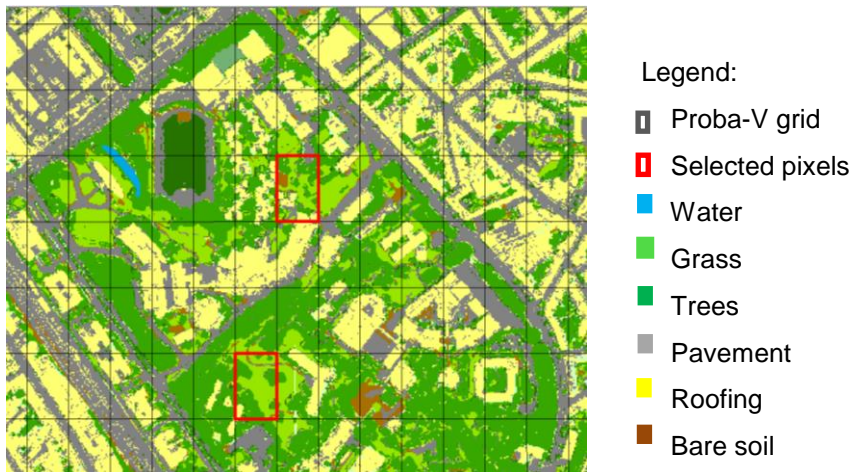 Legend:
Proba-V grid
Selected pixels
Water
Grass
Trees
Pavement
Roofing
Bare soil